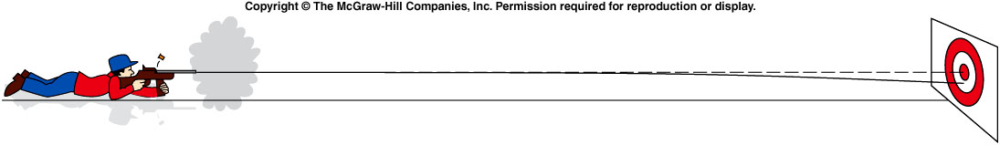 Copyright © The McGraw-Hill Companies, Inc. Permission required for reproduction or display.